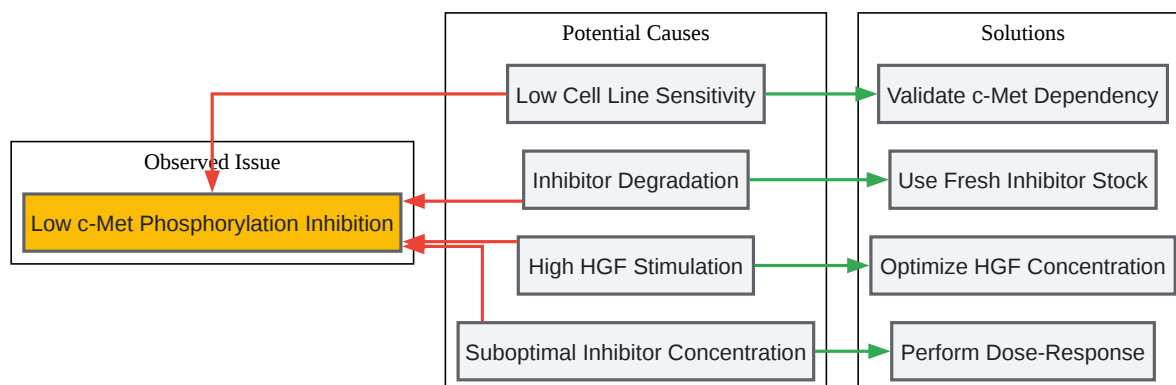 Potential Causes
Solutions
Low Cell Line Sensitivity
Validate c-Met Dependency
Observed Issue
Inhibitor Degradation
Use Fresh Inhibitor Stock
Low c-Met Phosphorylation Inhibition
High HGF Stimulation
Optimize HGF Concentration
Suboptimal Inhibitor Concentration
Perform Dose-Response